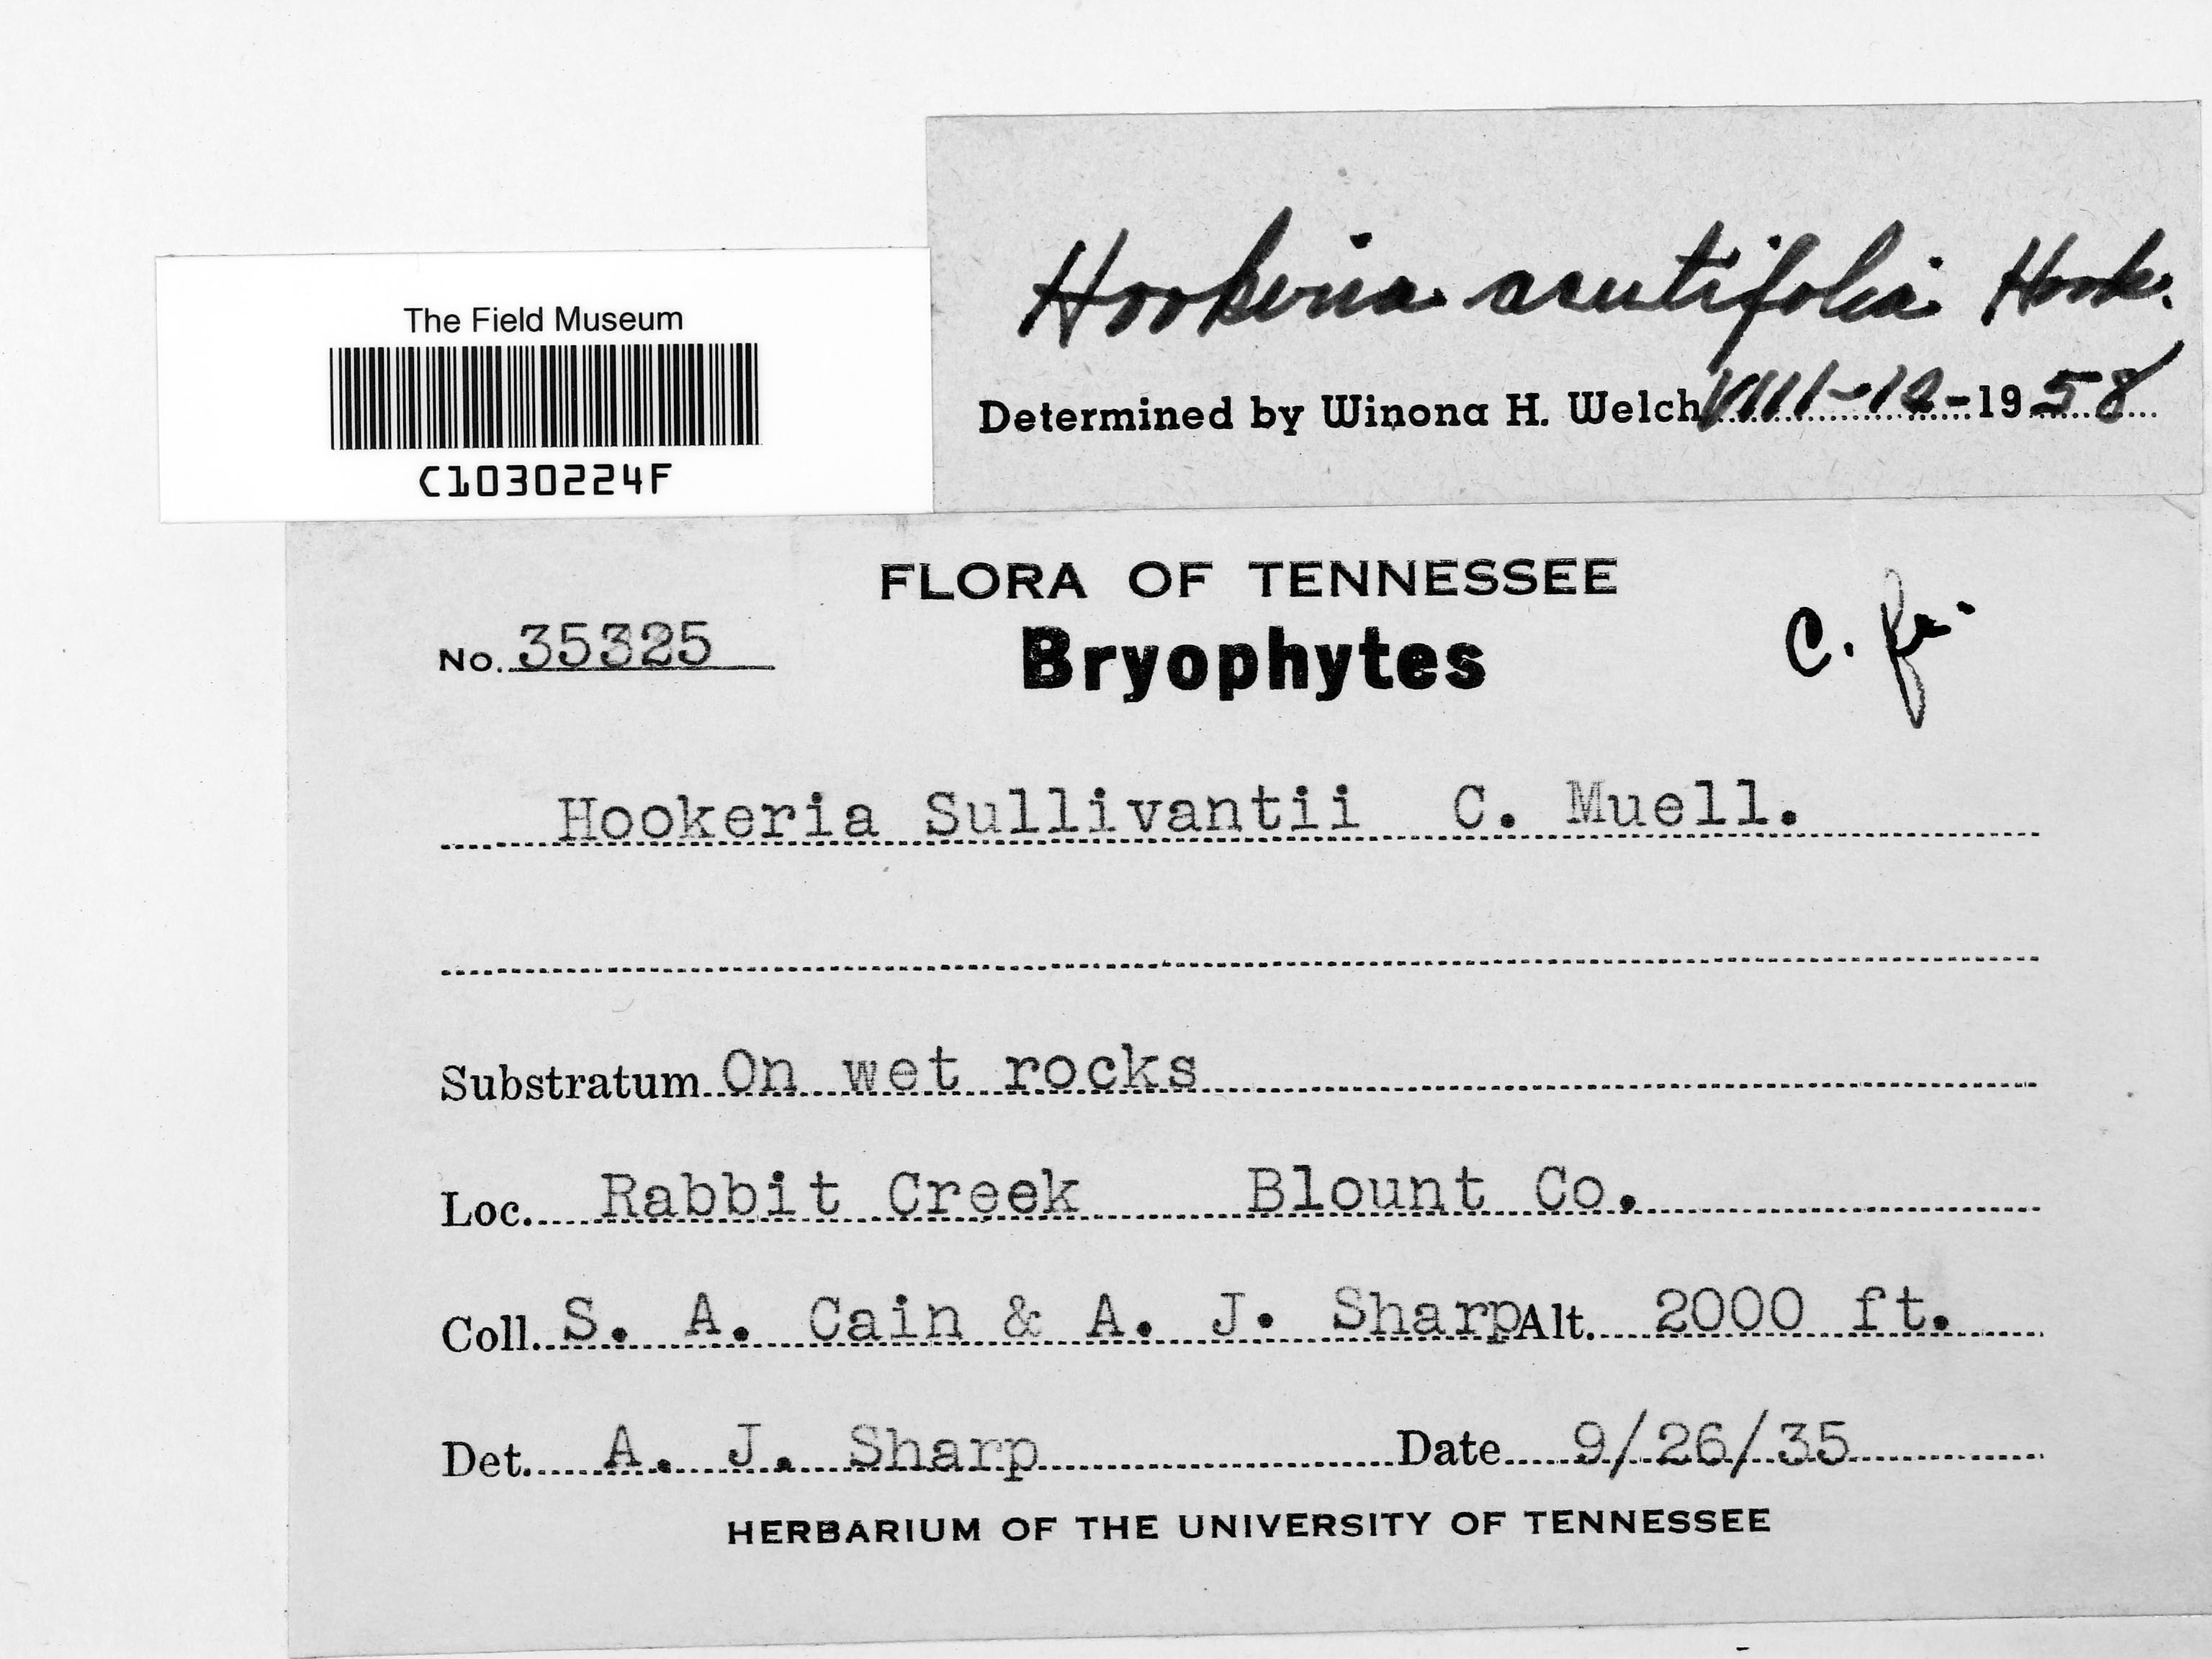 Hookeria acutifolia Hook.
Determined by Winona H. Welch VIII-12-1958
The Field Museum
C1030224F
FLORA OF TENNESSEE
No. 35325
Bryophytes
C. fr.
Hookeria Sullivantii C. Muell.
Substratum On wet rocks
Loc. Rabbit Creek Blount Co.
Coll. S. A. Cain & A. J. Sharp Alt. 2000 ft.
Det. A. J. Sharp Date 9/26/35
HERBARIUM OF THE UNIVERSITY OF TENNESSEE